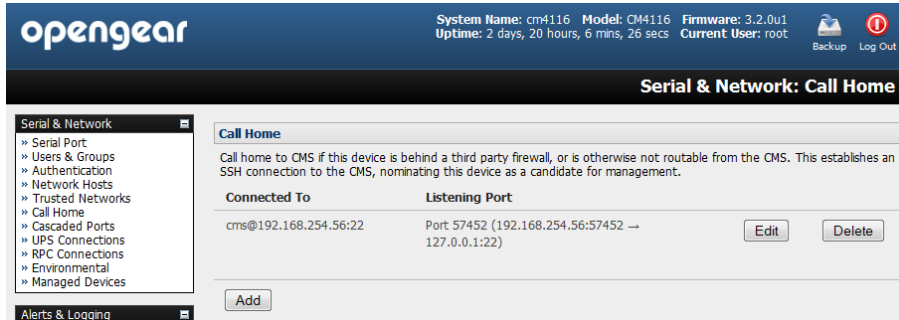 opengear
System Name: cm4116 Model: CM4116 Firmware: 3.2.0u1
Uptime: 2 days, 20 hours, 6 mins, 26 secs Current User: root
Backup Log Out
Serial & Network: Call Home
Serial & Network
» Serial Port
» Users & Groups
» Authentication
» Network Hosts
» Trusted Networks
» Call Home
» Cascaded Ports
» UPS Connections
» RPC Connections
» Environmental
» Managed Devices
Alerts & Logging
Call Home
Call home to CMS if this device is behind a third party firewall, or is otherwise not routable from the CMS. This establishes an
SSH connection to the CMS, nominating this device as a candidate for management.
Connected To Listening Port
cms@192.168.254.56:22 Port 57452 (192.168.254.56:57452 →
127.0.0.1:22)
Edit Delete
Add